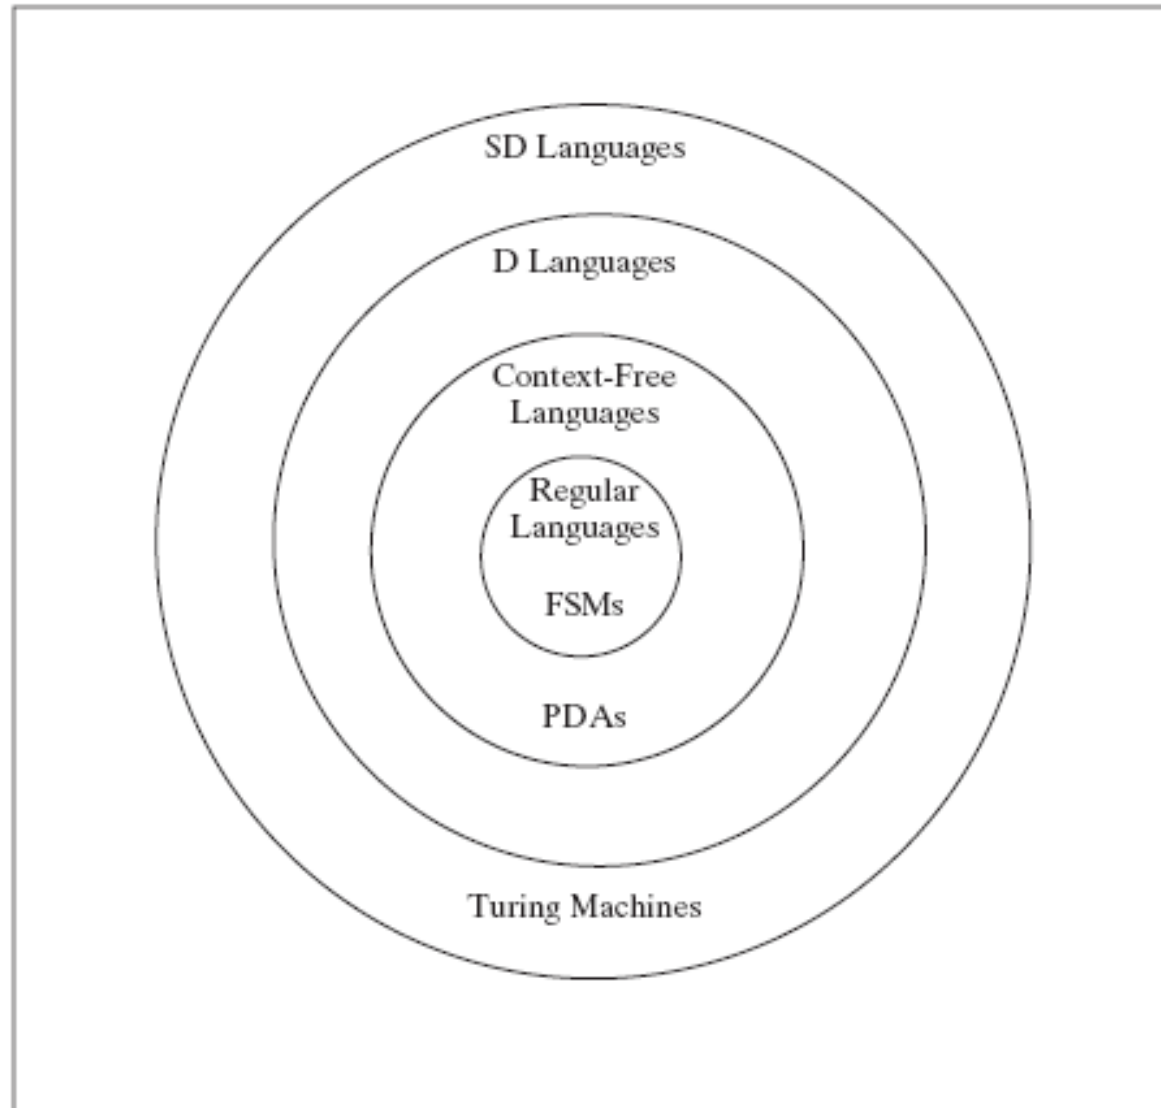 SD Languages
D Languages
Context-Free
Languages
Regular
Languages
FSMs
PDAs
Turing Machines